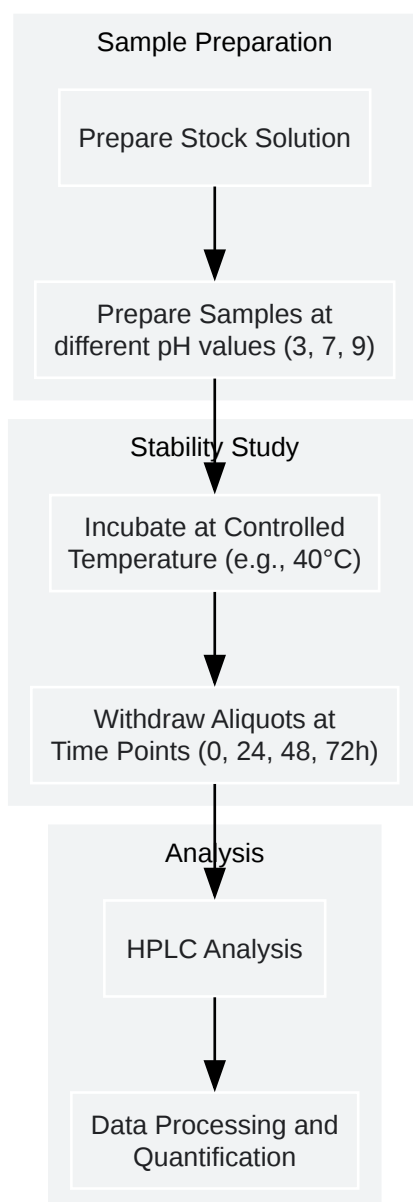 Sample Preparation
Prepare Stock Solution
Prepare Samples at
different pH values (3, 7, 9)
Stability Study
Incubate at Controlled
Temperature (e.g., 40°C)
Withdraw Aliquots at
Time Points (0, 24, 48, 72h)
Analysis
HPLC Analysis
Data Processing and
Quantification